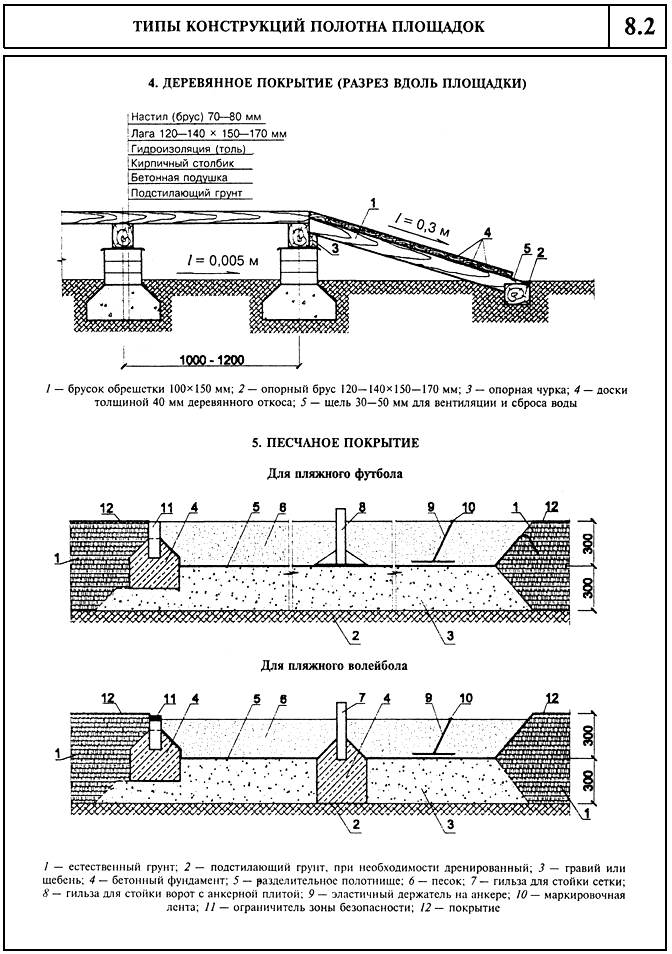 ТИПЫ КОНСТРУКЦИЙ ПОЛОТНА ПЛОЩАДОК
8.2
4. ДЕРЕВЯННОЕ ПОКРЫТИЕ (РАЗРЕЗ ВДОЛЬ ПЛОЩАДКИ)
Настил (брус) 70—80 мм
Лага 120—140 × 150—170 мм
Гидроизоляция (толь)
Кирпичный столбик
Бетонная подушка
Подстилающий грунт
1
l = 0,3 м
4
5 2
3
l = 0,005 м
1000 - 1200
1 — брусок обрешетки 100×150 мм; 2 — опорный брус 120—140×150—170 мм; 3 — опорная чурка; 4 — доски
толщиной 40 мм деревянного откоса; 5 — щель 30—50 мм для вентиляции и сброса воды
5. ПЕСЧАНОЕ ПОКРЫТИЕ
Для пляжного футбола
12 11 4 5 6 8 9 10 1 12
1
300
300
2 3
Для пляжного волейбола
12 11 4 5 6 7 4 9 10 12
1
300
300
2 3 1
1 — естественный грунт; 2 — подстилающий грунт, при необходимости дренированный; 3 — гравий или
щебень; 4 — бетонный фундамент; 5 — разделительное полотнище; 6 — песок; 7 — гильза для стойки сетки;
8 — гильза для стойки ворот с анкерной плитой; 9 — эластичный держатель на анкере; 10 — маркировочная
лента; 11 — ограничитель зоны безопасности; 12 — покрытие